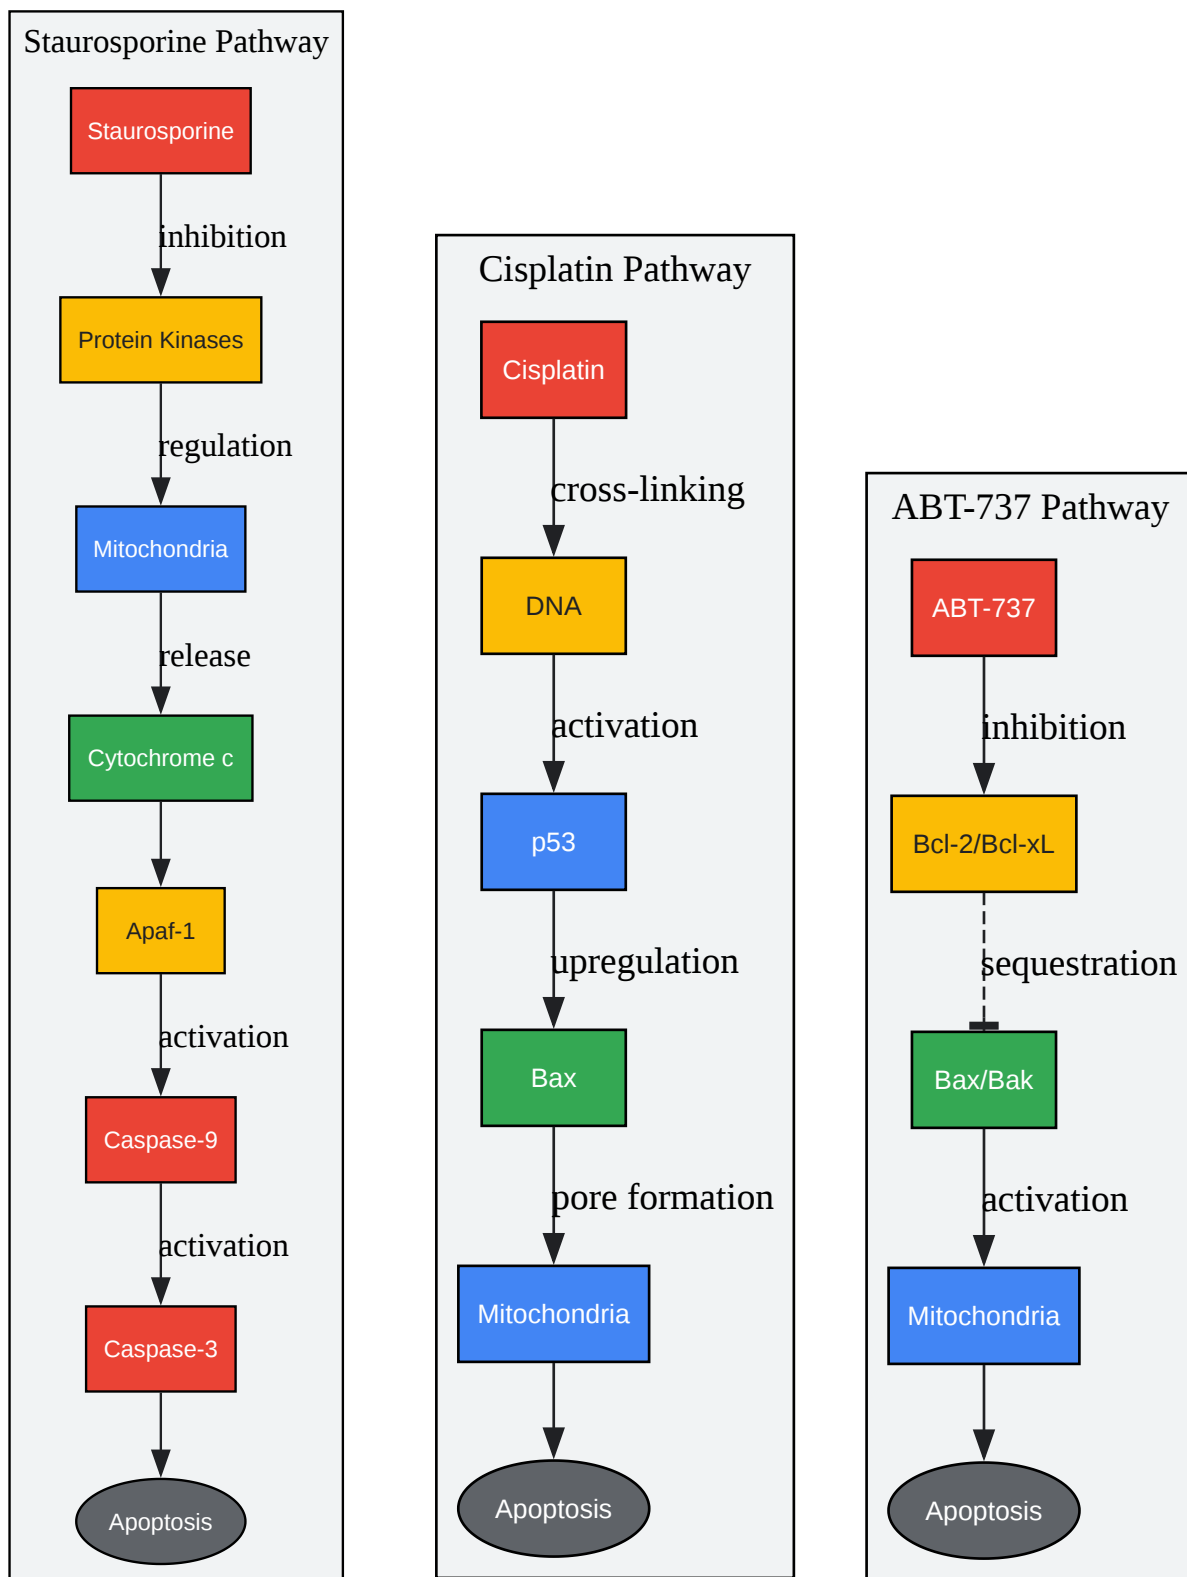 Staurosporine Pathway
Staurosporine
inhibition
Protein Kinases
regulation
Mitochondria
release
Cytochrome c
Apaf-1
activation
Caspase-9
activation
Caspase-3
Apoptosis
Cisplatin Pathway
Cisplatin
cross-linking
DNA
activation
p53
upregulation
Bax
pore formation
Mitochondria
Apoptosis
ABT-737 Pathway
ABT-737
inhibition
Bcl-2/Bcl-xL
sequestration
Bax/Bak
activation
Mitochondria
Apoptosis